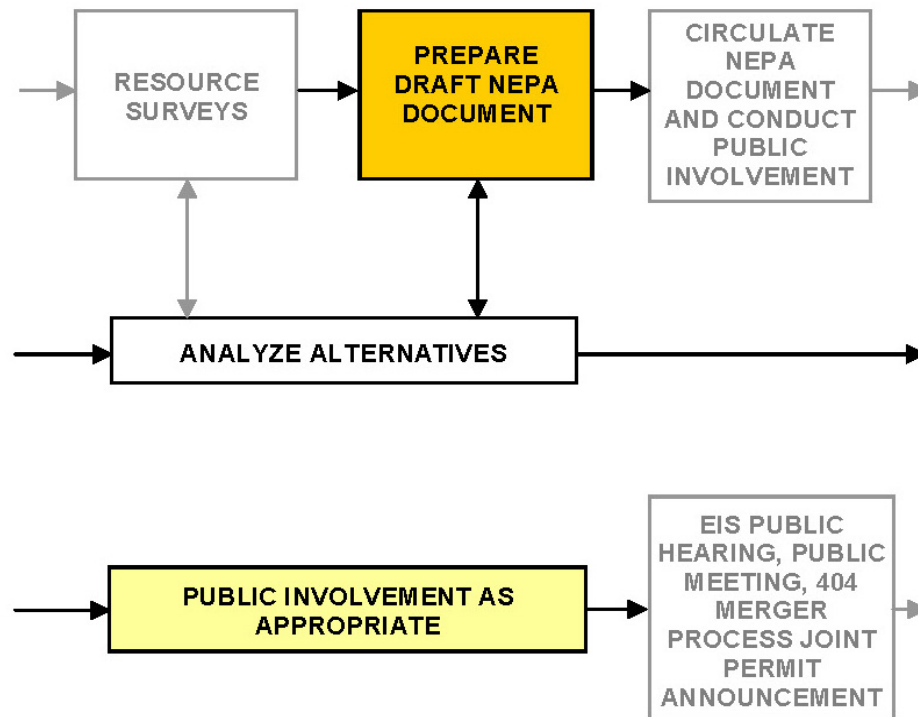 RESOURCE
SURVEYS
PREPARE
DRAFT NEPA
DOCUMENT
CIRCULATE
NEPA
DOCUMENT
AND CONDUCT
PUBLIC
INVOLVEMENT
ANALYZE ALTERNATIVES
PUBLIC INVOLVEMENT AS
APPROPRIATE
EIS PUBLIC
HEARING, PUBLIC
MEETING, 404
MERGER
PROCESS JOINT
PERMIT
ANNOUNCEMENT